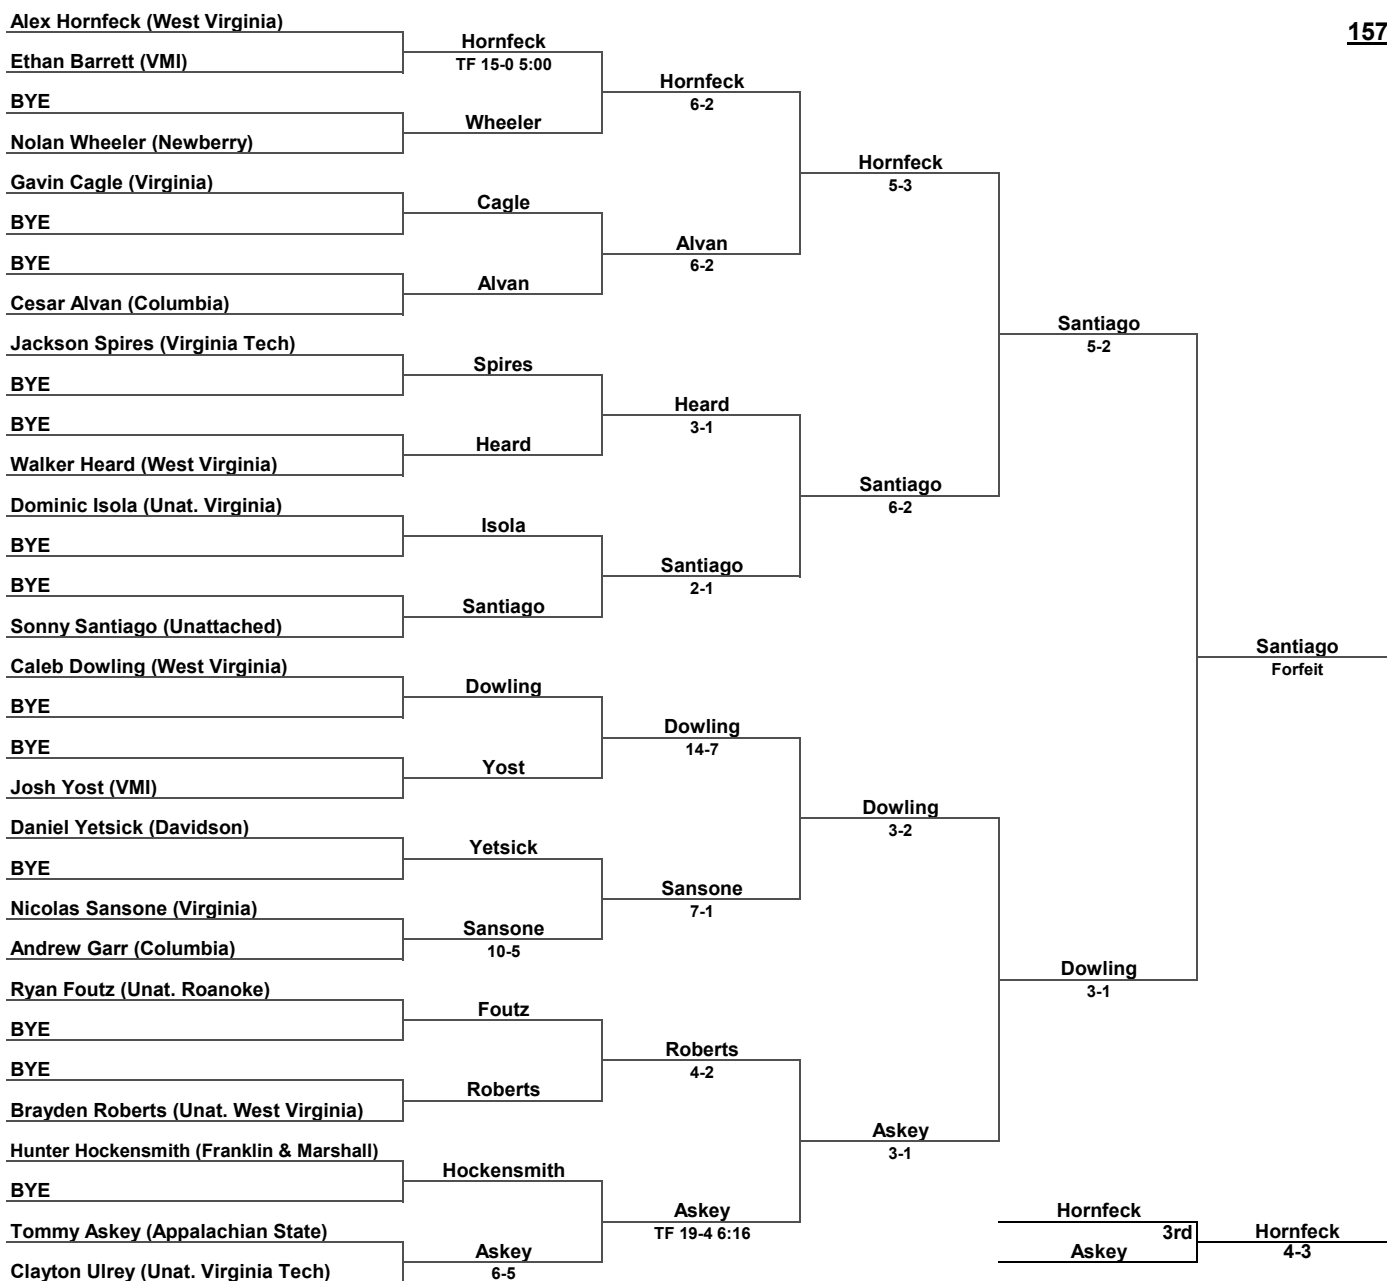 Alex Hornfeck (West Virginia)
Ethan Barrett (VMI)
BYE
Nolan Wheeler (Newberry)
Gavin Cagle (Virginia)
BYE
BYE
Cesar Alvan (Columbia)
Jackson Spires (Virginia Tech)
BYE
BYE
Walker Heard (West Virginia)
Dominic Isola (Unat. Virginia)
BYE
BYE
Sonny Santiago (Unattached)
Caleb Dowling (West Virginia)
BYE
BYE
Josh Yost (VMI)
Daniel Yetsick (Davidson)
BYE
Nicolas Sansone (Virginia)
Andrew Garr (Columbia)
Ryan Foutz (Unat. Roanoke)
BYE
BYE
Brayden Roberts (Unat. West Virginia)
Hunter Hockensmith (Franklin & Marshall)
BYE
Tommy Askey (Appalachian State)
Clayton Ulrey (Unat. Virginia Tech)
Hornfeck
TF 15-0 5:00
Wheeler
Cagle
Alvan
Spires
Heard
Isola
Santiago
Dowling
Yost
Yetsick
Sansone
10-5
Foutz
Roberts
Hockensmith
Askey
6-5
Hornfeck
6-2
Alvan
6-2
Heard
3-1
Santiago
2-1
Dowling
14-7
Sansone
7-1
Roberts
4-2
Askey
TF 19-4 6:16
Hornfeck
5-3
Santiago
6-2
Dowling
3-2
Askey
3-1
Santiago
5-2
Dowling
3-1
Santiago
Forfeit
157
Hornfeck
3rd
Askey
Hornfeck
4-3